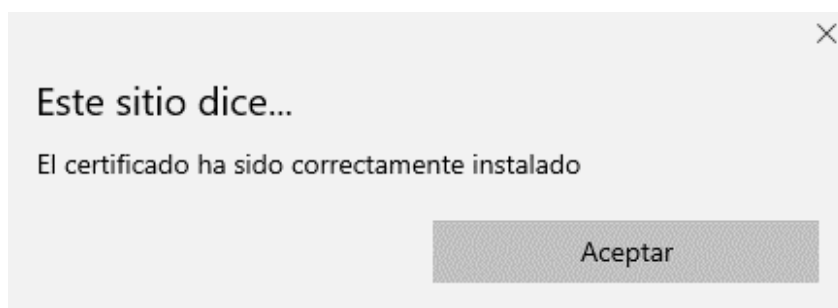 Este sitio dice...
El certificado ha sido correctamente instalado
Aceptar